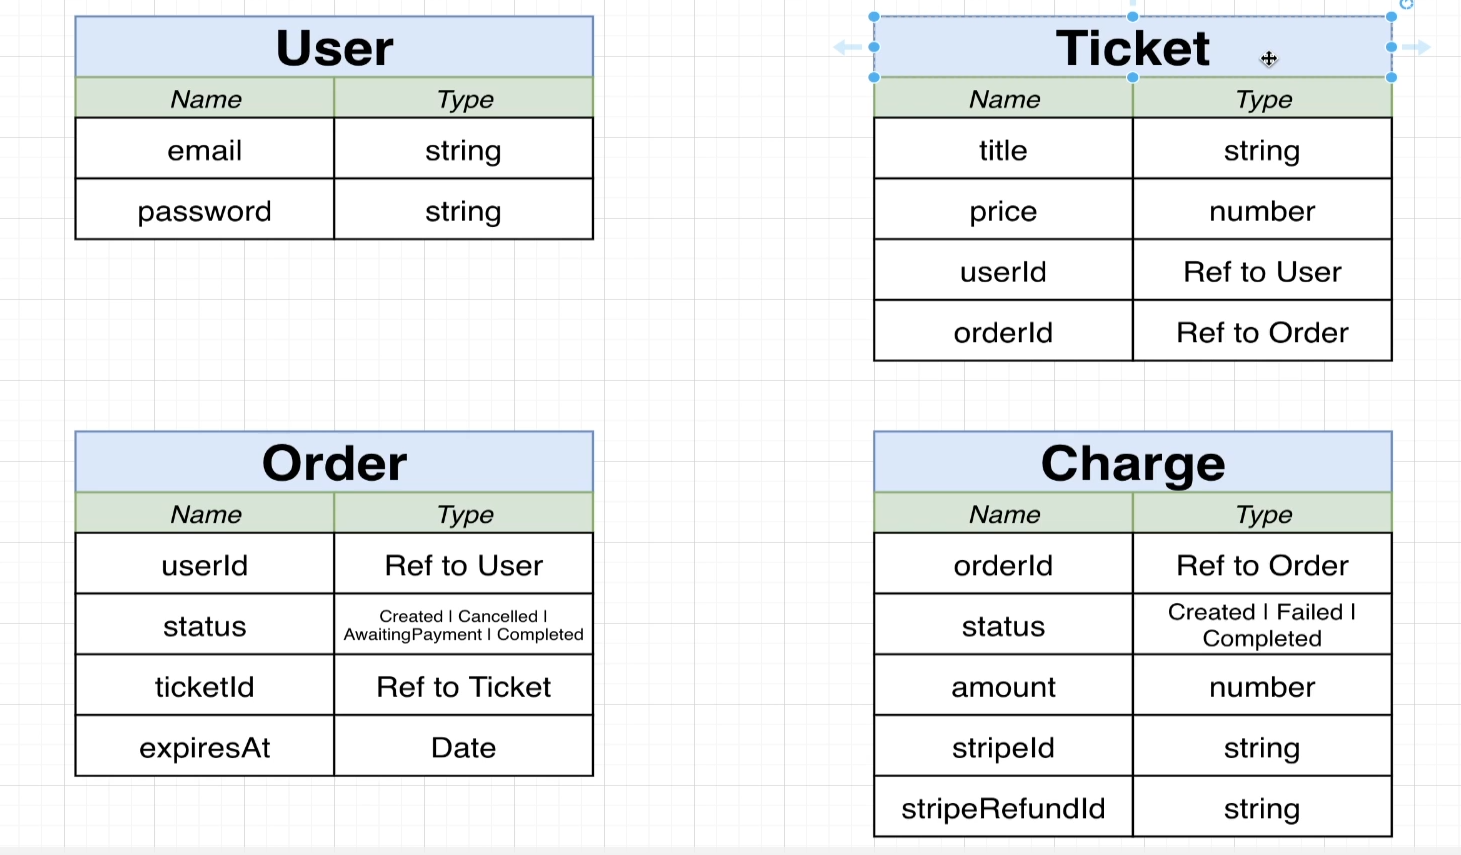 User
Name Type
email string
password string
Ticket
Name Type
title string
price number
userId Ref to User
orderId Ref to Order
Order
Name Type
userId Ref to User
status Created | Cancelled |
AwaitingPayment | Completed
ticketId Ref to Ticket
expiresAt Date
Charge
Name Type
orderId Ref to Order
status Created | Failed |
Completed
amount number
stripeId string
stripeRefundId string